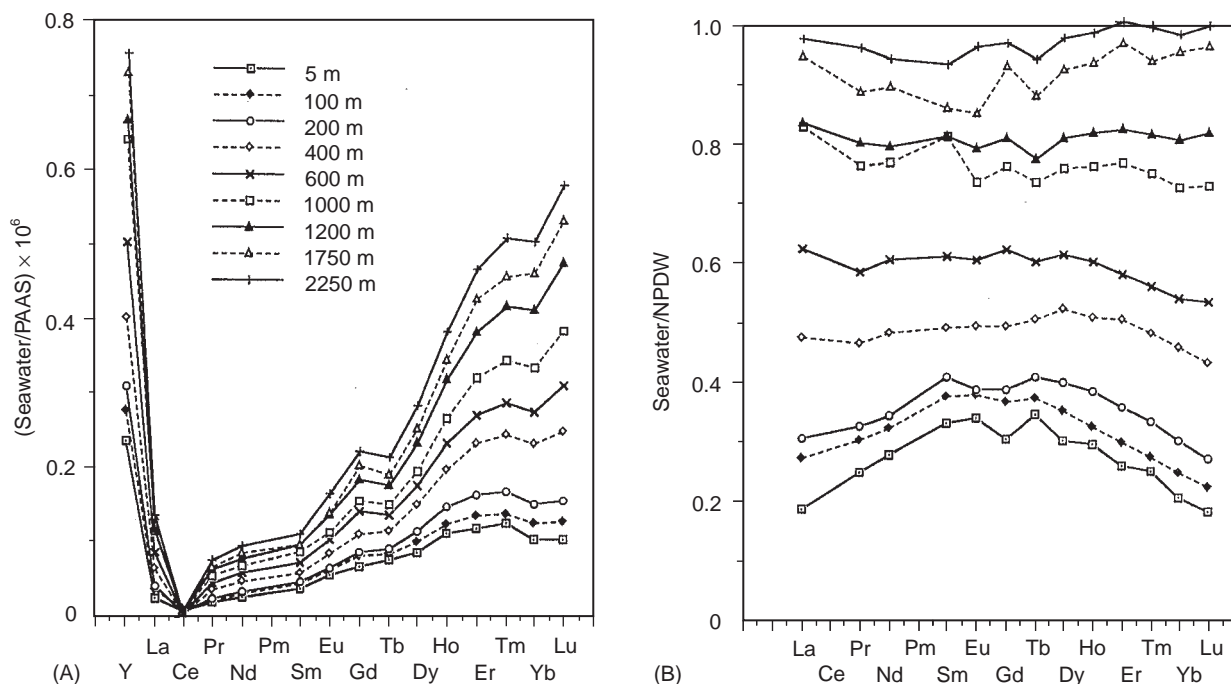 0.8
0.6
0.4
0.2
0
(Seawater/PAAS) × 10⁶
5 m
100 m
200 m
400 m
600 m
1000 m
1200 m
1750 m
2250 m
La Pr Pm Eu Tb Ho Tm Lu
(A) Y Ce Nd Sm Gd Dy Er Yb
1.0
0.8
0.6
0.4
0.2
0
Seawater/NPDW
La Pr Sm Gd Dy Er Yb
(B) Ce Nd Eu Tb Ho Tm Lu